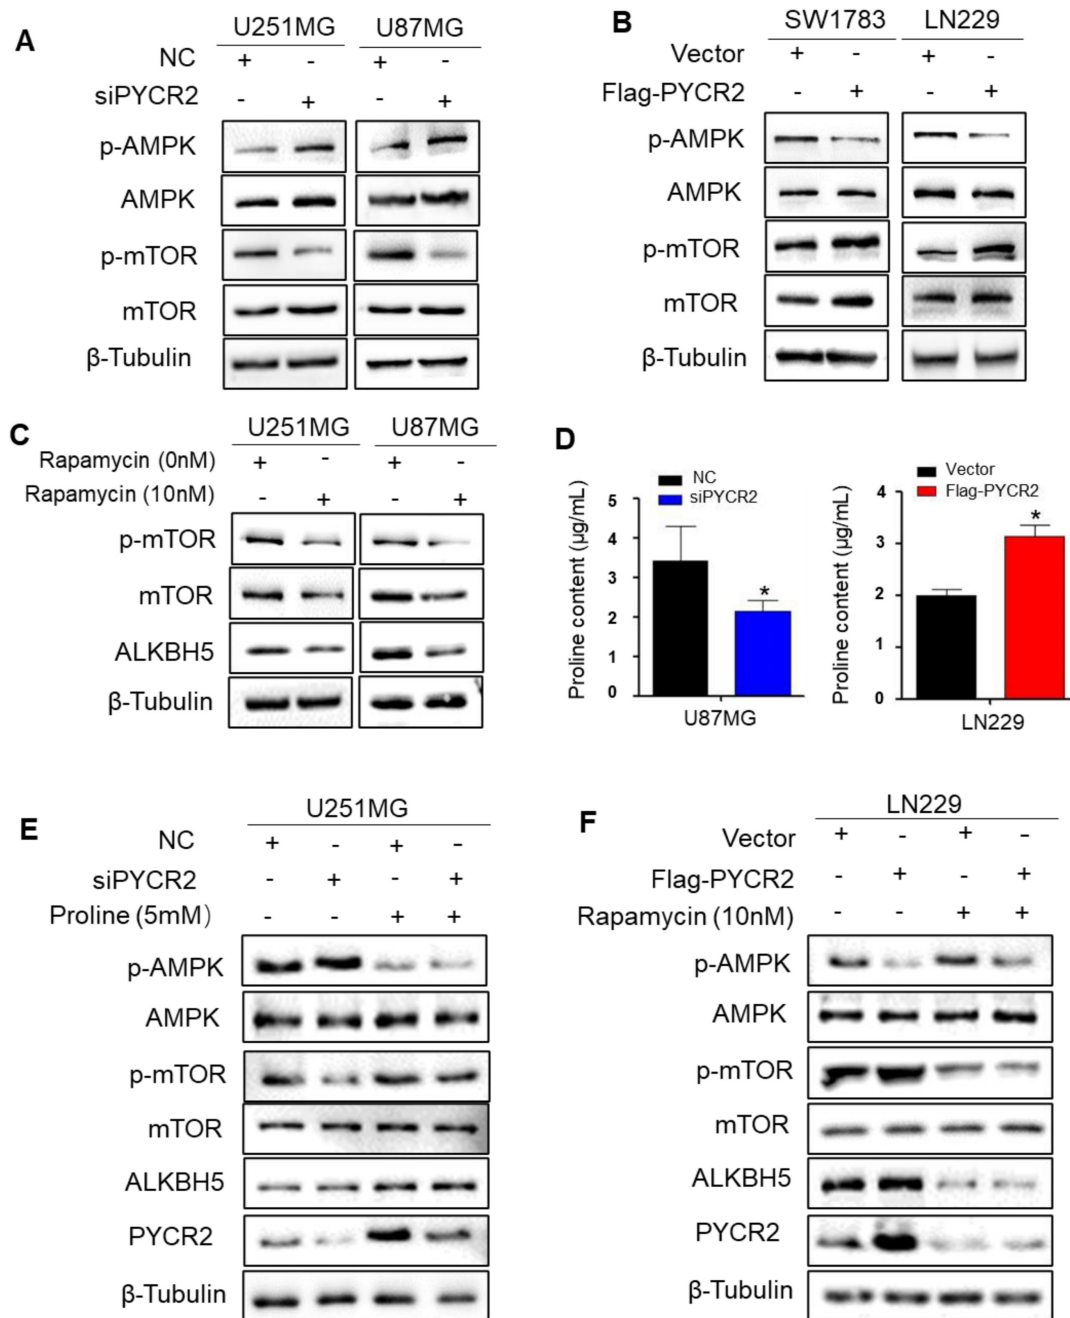 A
U251MG U87MG
NC + - + -
siPYCR2 - + - +
p-AMPK
AMPK
p-mTOR
mTOR
β-Tubulin
B
SW1783 LN229
Vector + - + -
Flag-PYCR2 - + - +
p-AMPK
AMPK
p-mTOR
mTOR
β-Tubulin
C
U251MG U87MG
Rapamycin (0nM) + - + -
Rapamycin (10nM) - + - +
p-mTOR
mTOR
ALKBH5
β-Tubulin
D
NC
siPYCR2
Proline content (μg/mL)
5
4
3
2
1
0
*
U87MG
Vector
Flag-PYCR2
Proline content (μg/mL)
4
3
2
1
0
*
LN229
E
U251MG
NC + - + -
siPYCR2 - + - +
Proline (5mM) - - + +
p-AMPK
AMPK
p-mTOR
mTOR
ALKBH5
PYCR2
β-Tubulin
F
LN229
Vector + - + -
Flag-PYCR2 - + - +
Rapamycin (10nM) - - + +
p-AMPK
AMPK
p-mTOR
mTOR
ALKBH5
PYCR2
β-Tubulin